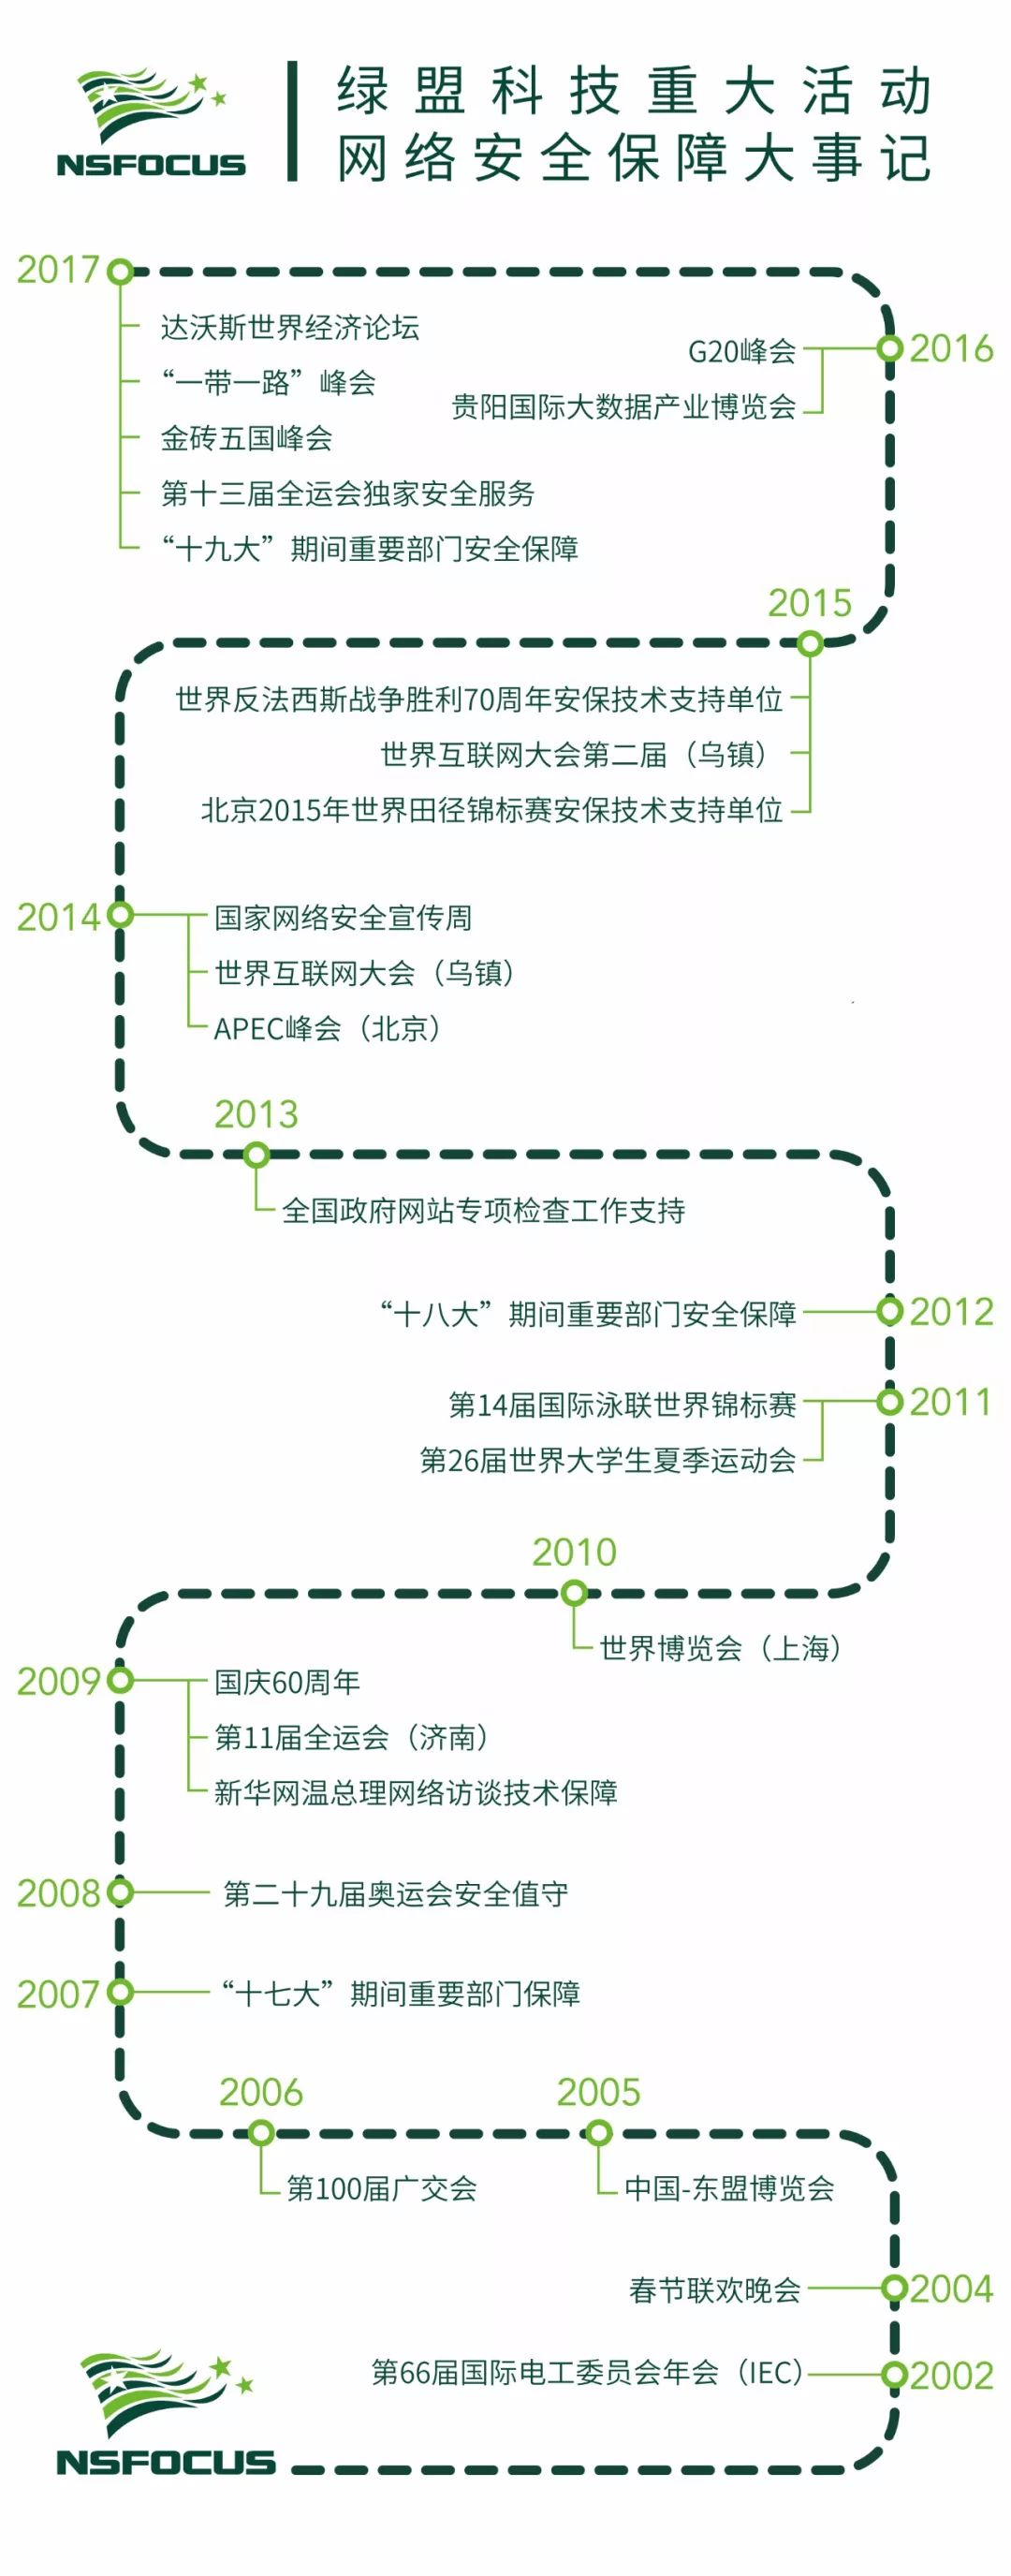 NSFOCUS
绿盟科技重大活动
网络安全保障大事记
2017
达沃斯世界经济论坛
“一带一路”峰会
金砖五国峰会
第十三届全运会独家安全服务
“十九大”期间重要部门安全保障
2016
G20峰会
贵阳国际大数据产业博览会
2015
世界反法西斯战争胜利70周年安保技术支持单位
世界互联网大会第二届（乌镇）
北京2015年世界田径锦标赛安保技术支持单位
2014
国家网络安全宣传周
世界互联网大会（乌镇）
APEC峰会（北京）
2013
全国政府网站专项检查工作支持
“十八大”期间重要部门安全保障
2012
第14届国际泳联世界锦标赛
2011
第26届世界大学生夏季运动会
2010
世界博览会（上海）
2009
国庆60周年
第11届全运会（济南）
新华网温总理网络访谈技术保障
2008
第二十九届奥运会安全值守
2007
“十七大”期间重要部门保障
2006
第100届广交会
2005
中国-东盟博览会
春节联欢晚会
2004
第66届国际电工委员会年会（IEC）
2002
NSFOCUS